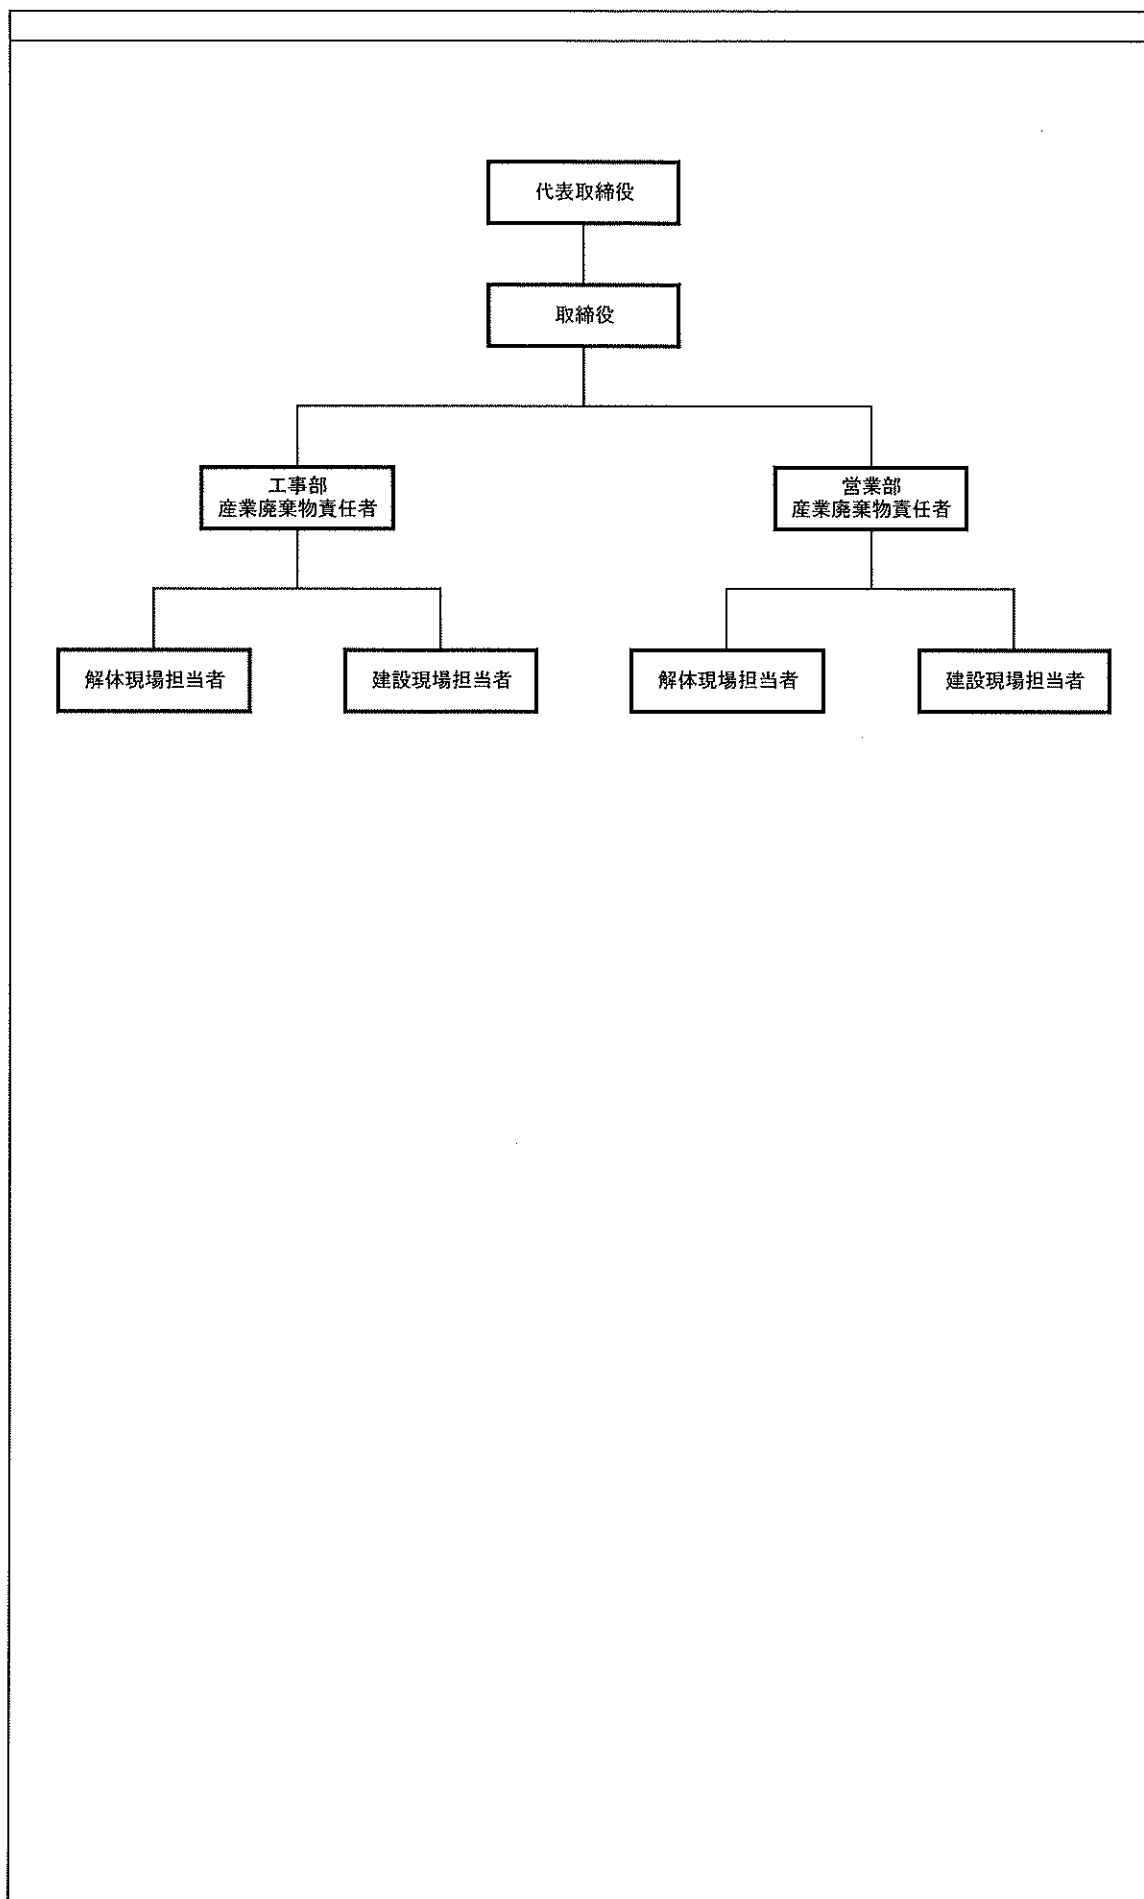 代表取締役
取締役
工事部
産業廃棄物責任者
営業部
産業廃棄物責任者
解体現場担当者
建設現場担当者
解体現場担当者
建設現場担当者